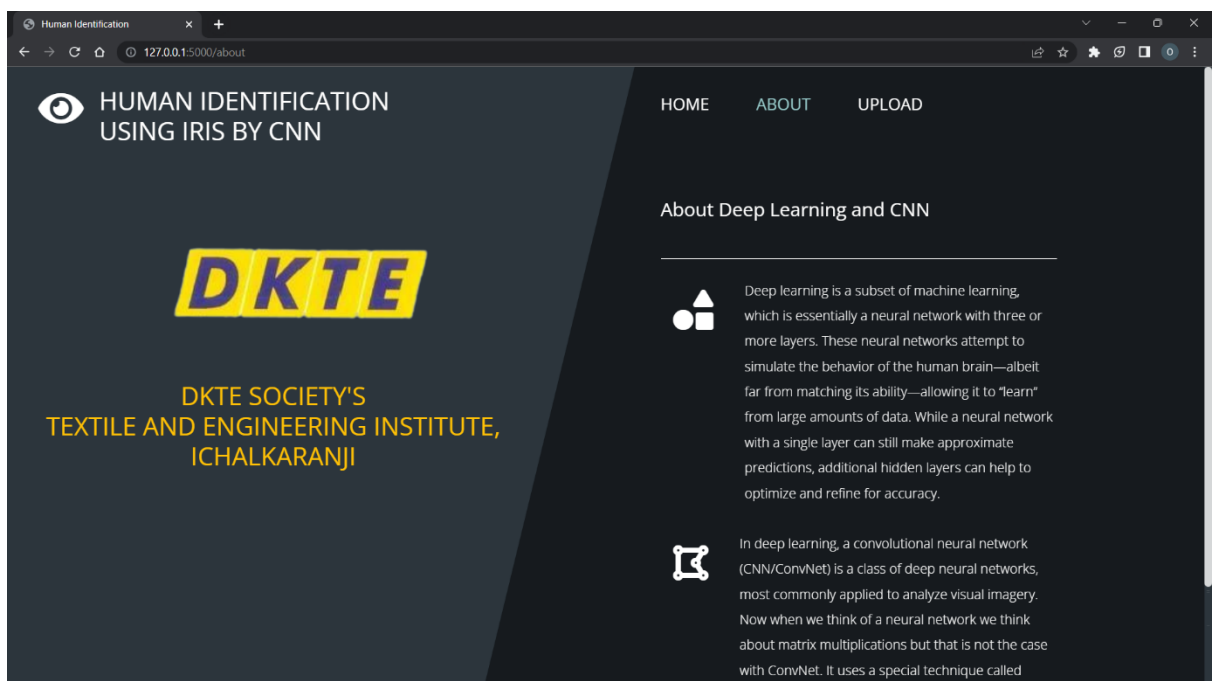 Human Identification
127.0.0.1:5000/about
HUMAN IDENTIFICATION
USING IRIS BY CNN
HOME ABOUT UPLOAD
DKTE
DKTE SOCIETY'S
TEXTILE AND ENGINEERING INSTITUTE,
ICHALKARANJI
About Deep Learning and CNN
Deep learning is a subset of machine learning,
which is essentially a neural network with three or
more layers. These neural networks attempt to
simulate the behavior of the human brain—albeit
far from matching its ability—allowing it to “learn”
from large amounts of data. While a neural network
with a single layer can still make approximate
predictions, additional hidden layers can help to
optimize and refine for accuracy.
In deep learning, a convolutional neural network
(CNN/ConvNet) is a class of deep neural networks,
most commonly applied to analyze visual imagery.
Now when we think of a neural network we think
about matrix multiplications but that is not the case
with ConvNet. It uses a special technique called